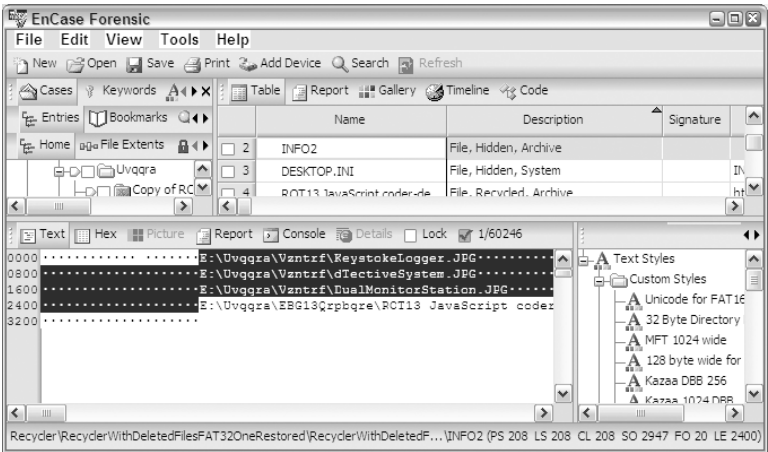 EnCase Forensic
File Edit View Tools Help
New Open Save Print Add Device Search Refresh
Cases Keywords A Table Report Gallery Timeline Code
Entries Bookmarks Name Description Signature
Home File Extents 2 INFO2 File, Hidden, Archive
Uvqqra 3 DESKTOP.INI File, Hidden, System IN
Copy of RC 4 ROT13 JavaScript coder-de File, Recycled, Archive ht
Text Hex Picture Report Console Details Lock 1/60246
0000 ············ ·······E:\Uvqqra\Vzntrf\KeystokeLogger.JPG··········
0800 ····················E:\Uvqqra\Vzntrf\dTectiveSystem.JPG··········
1600 ····················E:\Uvqqra\Vzntrf\DualMonitorStation.JPG······
2400 ····················E:\Uvqqra\EBG13Qrpbqre\ROT13 JavaScript coder
3200 ················
Text Styles
Custom Styles
Unicode for FAT16
32 Byte Directory
MFT 1024 wide
128 byte wide for
Kazaa DBB 256
Kazaa 1024 DBB
Recycler\RecyclerWithDeletedFilesFAT32OneRestored\RecyclerWithDeletedF...\INFO2 (PS 208 LS 208 CL 208 SO 2947 FO 20 LE 2400)